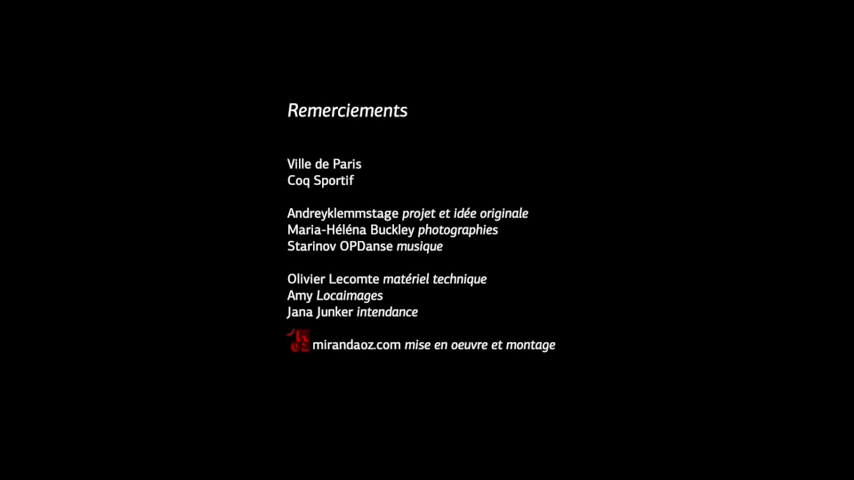 Remerciements
Ville de Paris
Coq Sportif
Andreyklemmstage projet et idée originale
Maria-Héléna Buckley photographies
Starinov OPDanse musique
Olivier Lecomte matériel technique
Amy Locaimages
Jana Junker intendance
mirandaoz.com mise en oeuvre et montage